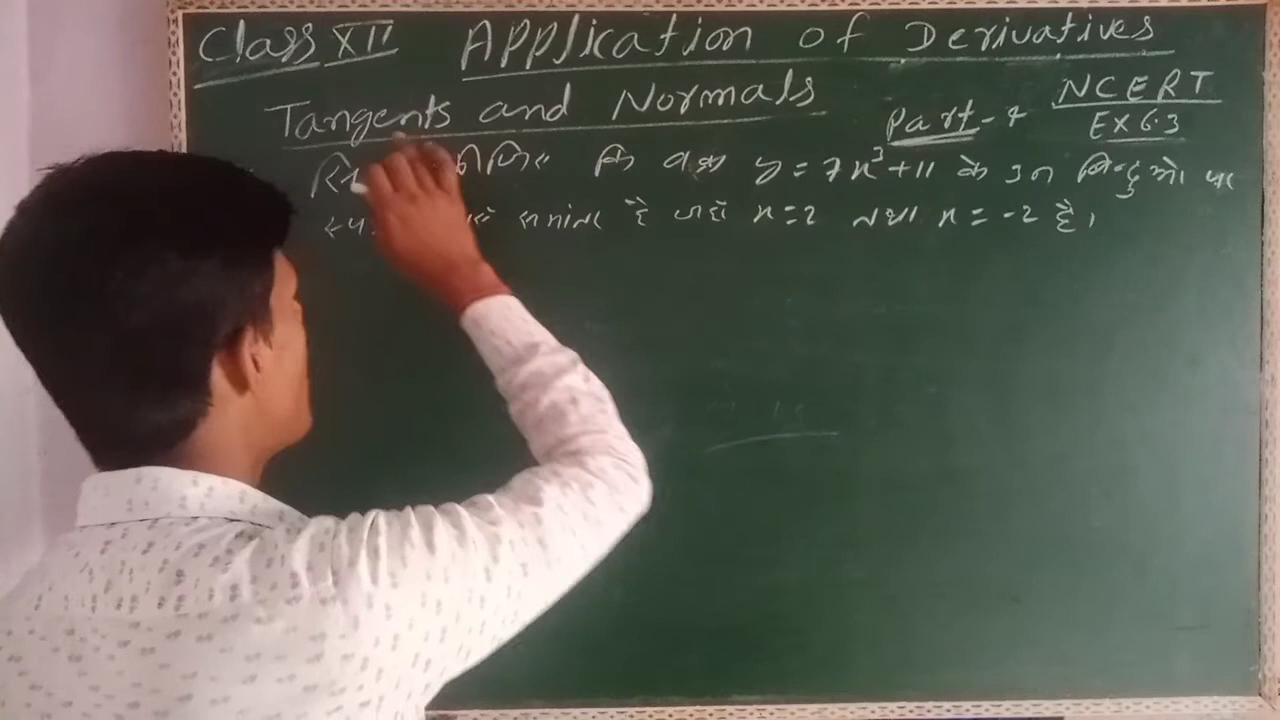 Class XII Application of Derivatives
Tangents and Normals
NCERT
Part-4
EX 6.3
कि वक्र y = 7x³ + 11 के उन बिन्दुओं पर
समांतर है जहाँ x = 2 तथा x = -2 है।